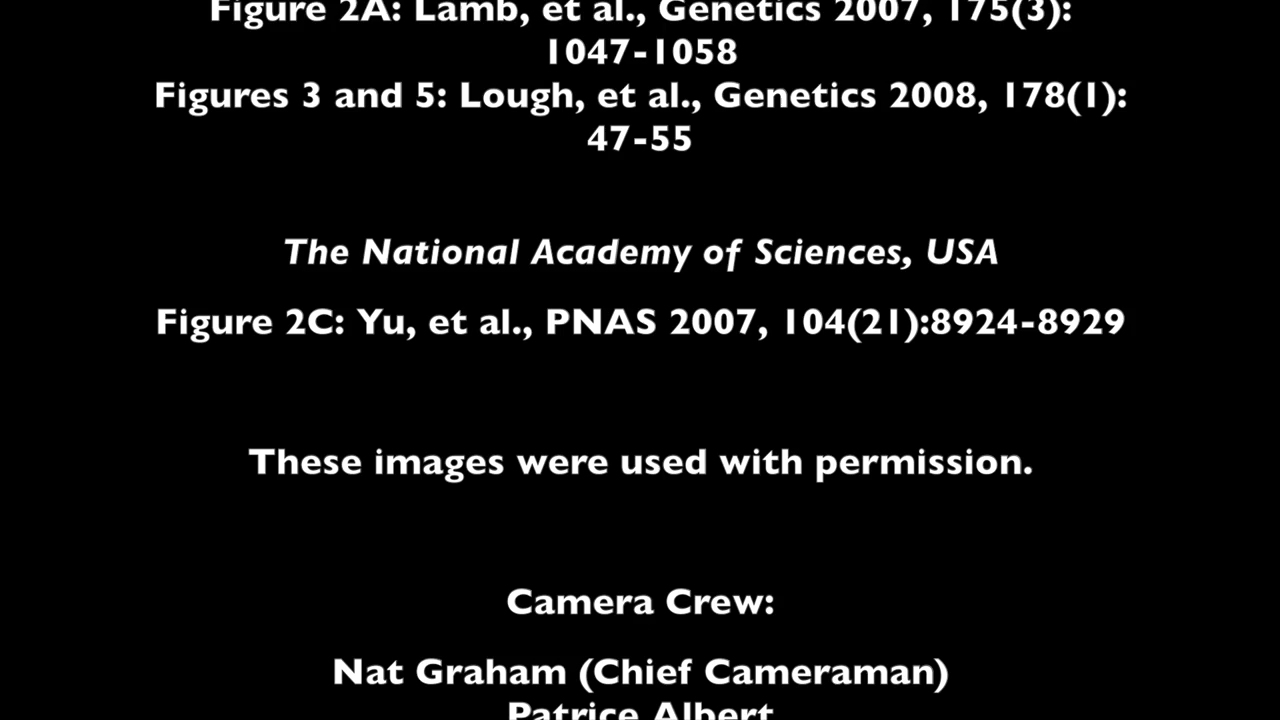 Figure 2A: Lamb, et al., Genetics 2007, 175(3):
1047-1058
Figures 3 and 5: Lough, et al., Genetics 2008, 178(1):
47-55
The National Academy of Sciences, USA
Figure 2C: Yu, et al., PNAS 2007, 104(21):8924-8929
These images were used with permission.
Camera Crew:
Nat Graham (Chief Cameraman)
Patrice Albert